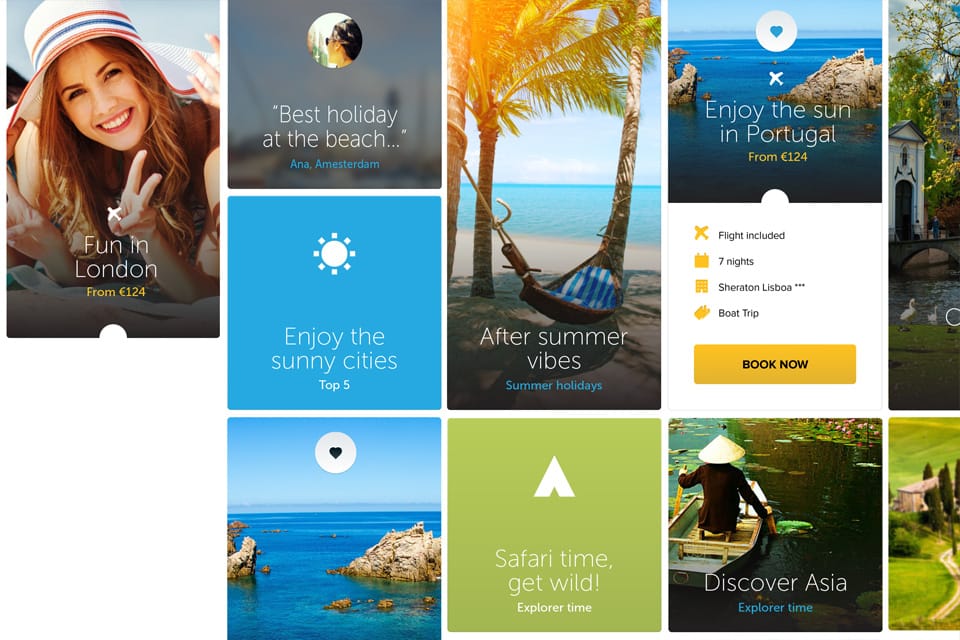 Fun in
London
From €124
“Best holiday
at the beach...”
Ana, Amesterdam
Enjoy the
sunny cities
Top 5
After summer
vibes
Summer holidays
Enjoy the sun
in Portugal
From €124
Flight included
7 nights
Sheraton Lisboa ***
Boat Trip
BOOK NOW
Safari time,
get wild!
Explorer time
Discover Asia
Explorer time